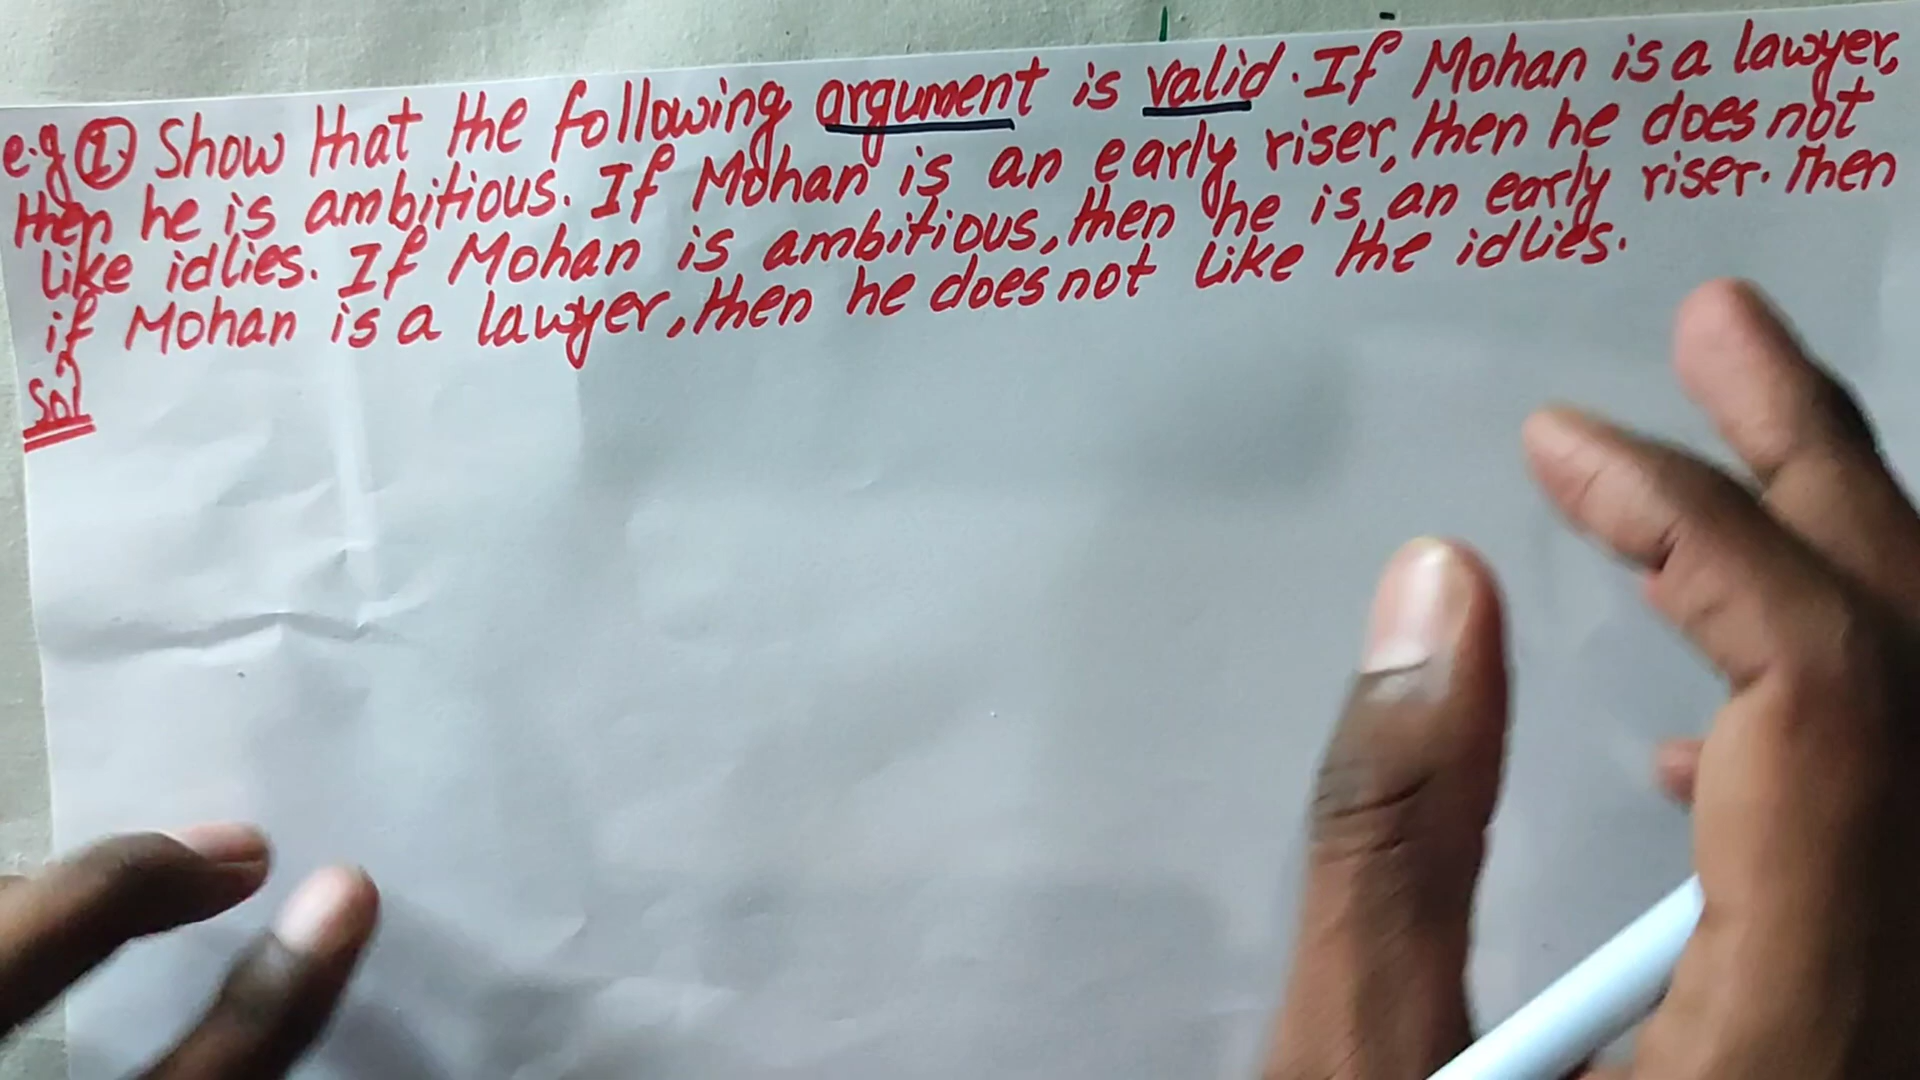 e.g ① Show that the following argument is valid. If Mohan is a lawyer,
then he is ambitious. If Mohan is an early riser, then he does not
like idlies. If Mohan is ambitious, then he is an early riser. Then
if Mohan is a lawyer, then he does not like the idlies.
Sol